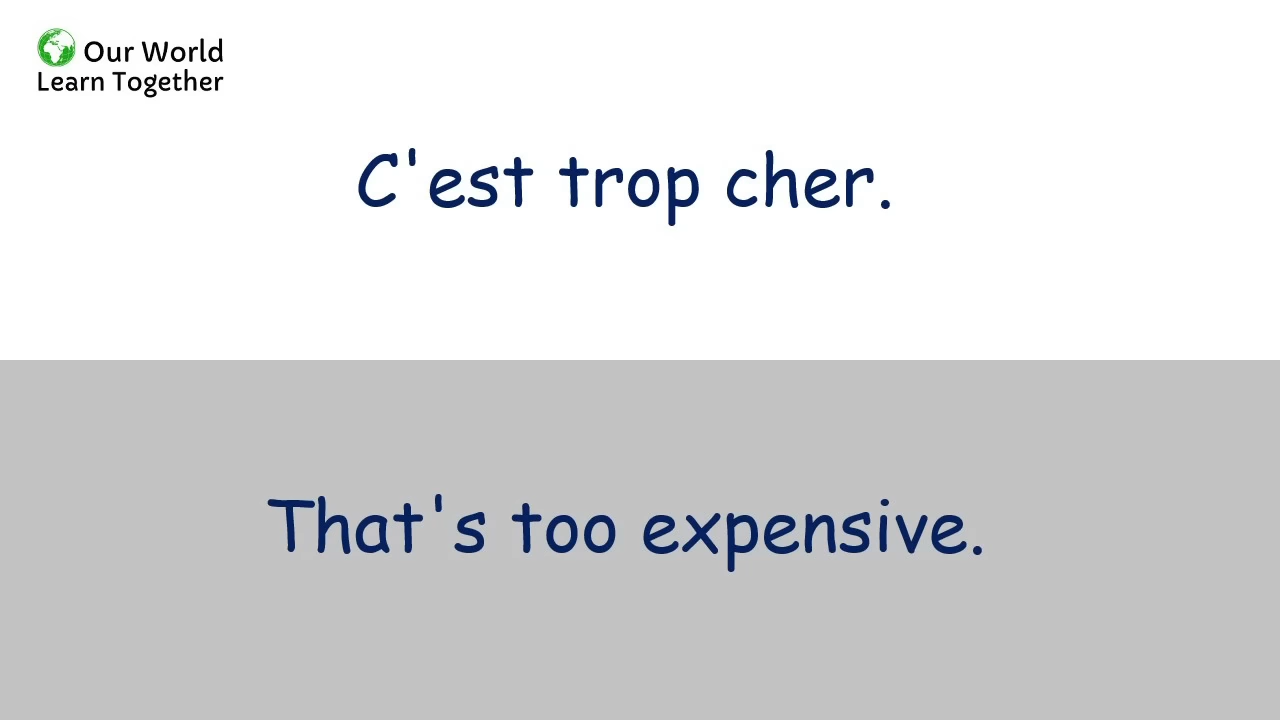 Our World
Learn Together
C'est trop cher.
That's too expensive.